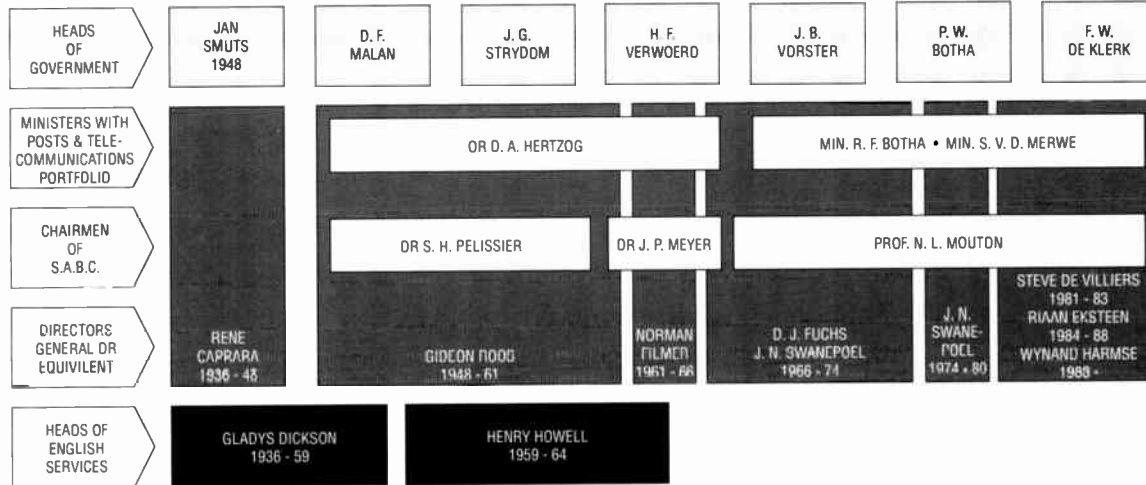 HEADS
OF
GOVERNMENT
JAN
SMUTS
1948
D. F.
MALAN
J. G.
STRYDOM
H. F.
VERWOERD
J. B.
VORSTER
P. W.
BOTHA
F. W.
DE KLERK
MINISTERS WITH
POSTS & TELE-
COMMUNICATIONS
PORTFOLIO
OR D. A. HERTZOG
MIN. R. F. BOTHA • MIN. S. V. D. MERWE
CHAIRMEN
OF
S.A.B.C.
DR S. H. PELISSIER
DR J. P. MEYER
PROF. N. L. MOUTON
DIRECTORS
GENERAL OR
EQUIVILENT
RENE
CAPRARA
1936 - 48
GIDEON ROOS
1948 - 61
NORMAN
FILMER
1961 - 66
D. J. FUCHS
J. N. SWANEPOEL
1966 - 74
J. N.
SWANE-
POEL
1974 - 80
STEVE DE VILLIERS
1981 - 83
RIAAN EKSTEEN
1984 - 88
WYNAND HARMSE
1988 -
HEADS OF
ENGLISH
SERVICES
GLADYS DICKSON
1936 - 59
HENRY HOWELL
1959 - 64